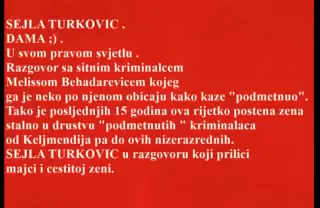 SEJLA TURKOVIC .
DAMA ;) .
U svom pravom svjetlu .
Razgovor sa sitnim kriminalcem
Melissom Behadarevicem kojeg
ga je neko po njenom obicaju kako kaze "podmetnuo".
Tako je posljednjih 15 godina ova rijetko postena zena
stalno u drustvu "podmetnutih " kriminalaca
od Keljmendija pa do ovih nizerazrednih.
SEJLA TURKOVIC u razgovoru koji prilici
majci i cestitoj zeni.